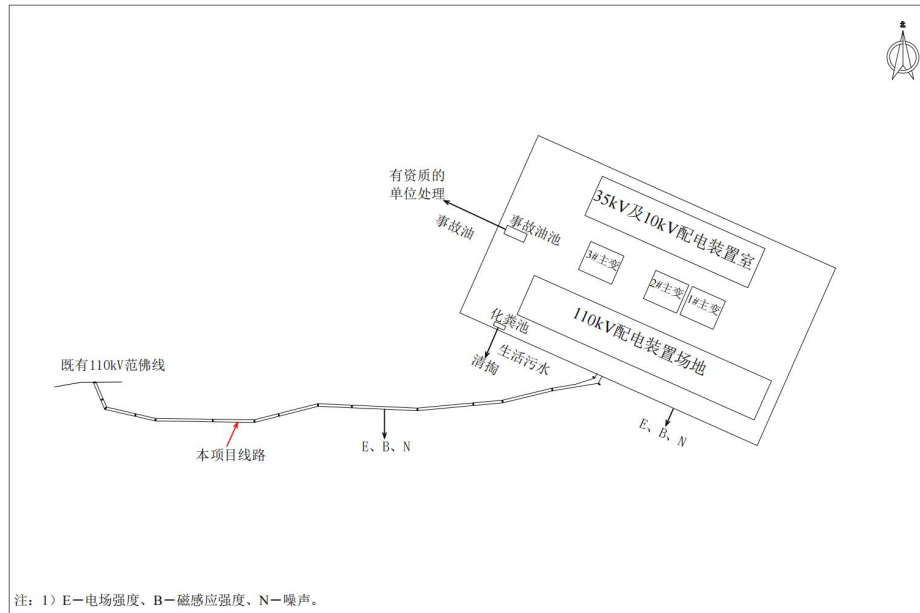 北
有资质的
单位处理
事故油
事故油池
35kV及10kV配电装置室
3#主变
2#主变
1#主变
110kV配电装置场地
化粪池
生活污水
清掏
既有110kV范佛线
本项目线路
E、B、N
E、B、N
注：1）E－电场强度、B－磁感应强度、N－噪声。